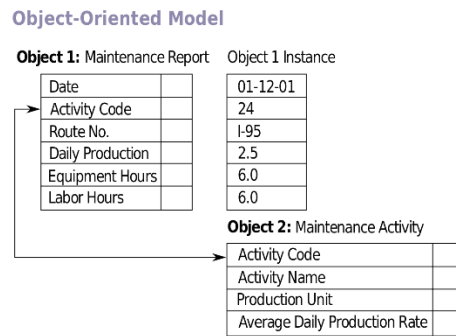 Object-Oriented Model
Object 1: Maintenance Report Object 1 Instance
Date 01-12-01
Activity Code 24
Route No. I-95
Daily Production 2.5
Equipment Hours 6.0
Labor Hours 6.0
Object 2: Maintenance Activity
Activity Code
Activity Name
Production Unit
Average Daily Production Rate